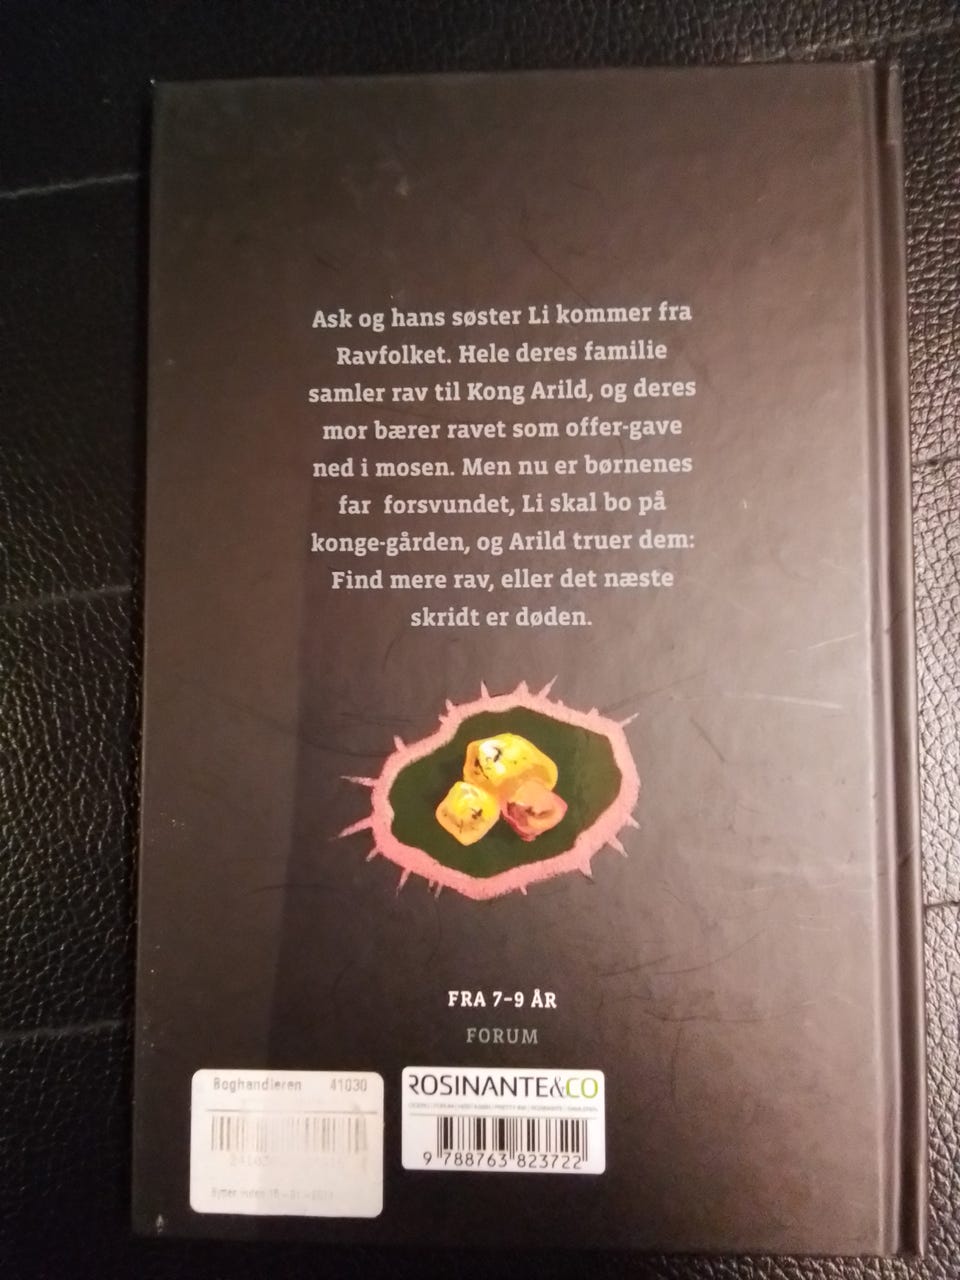 Ask og hans søster Li kommer fra
Ravfolket. Hele deres familie
samler rav til Kong Arild, og deres
mor bærer ravet som offer-gave
ned i mosen. Men nu er børnenes
far forsvundet, Li skal bo på
konge-gården, og Arild truer dem:
Find mere rav, eller det næste
skridt er døden.
FRA 7-9 ÅR
FORUM
Boghandleren 41030
Byttes inden
ROSINANTE&CO
9 788763 823722